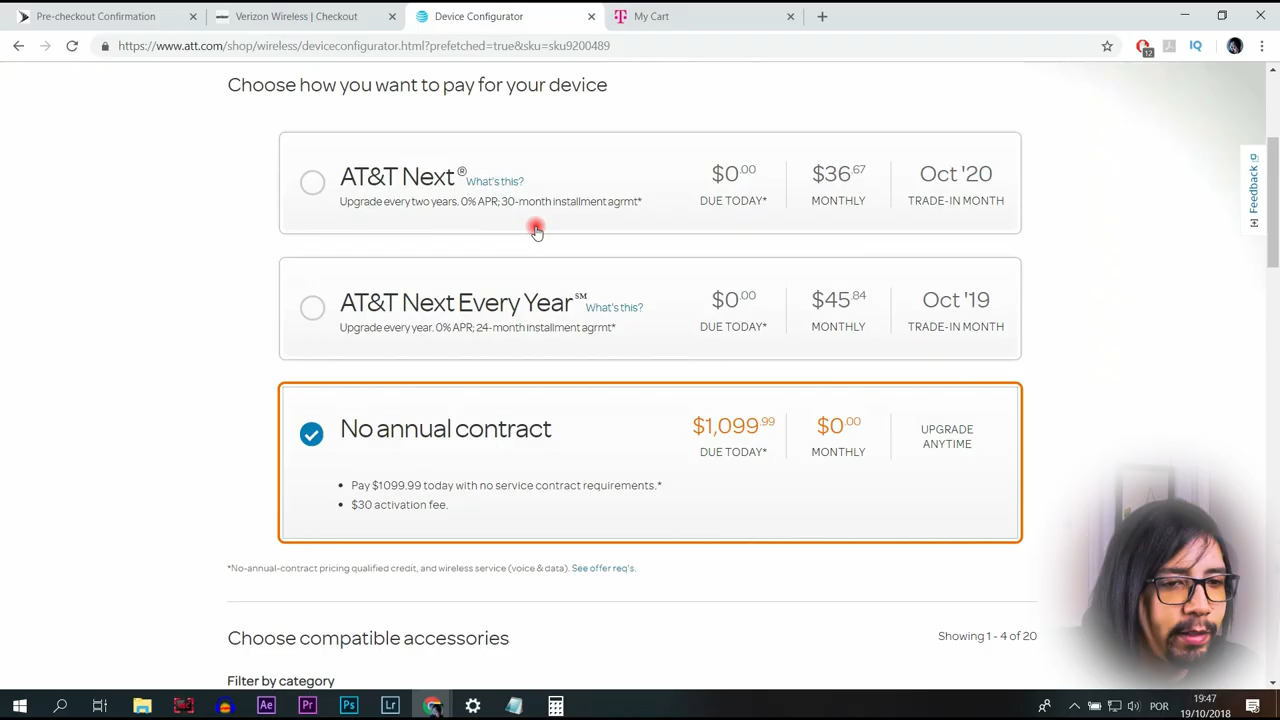 Pre-checkout Confirmation
Verizon Wireless | Checkout
Device Configurator
My Cart
https://www.att.com/shop/wireless/deviceconfigurator.html?prefetched=true&sku=sku9200489
12
IQ
Choose how you want to pay for your device
AT&T Next® What's this?
Upgrade every two years. 0% APR; 30-month installment agrmt*
$0.00
DUE TODAY*
$36.67
MONTHLY
Oct '20
TRADE-IN MONTH
AT&T Next Every Year℠ What's this?
Upgrade every year. 0% APR; 24-month installment agrmt*
$0.00
DUE TODAY*
$45.84
MONTHLY
Oct '19
TRADE-IN MONTH
No annual contract
$1,099.99
DUE TODAY*
$0.00
MONTHLY
UPGRADE
ANYTIME
• Pay $1099.99 today with no service contract requirements.*
• $30 activation fee.
*No-annual-contract pricing qualified credit, and wireless service (voice & data). See offer req's.
Choose compatible accessories
Showing 1 - 4 of 20
Filter by category
[+] Feedback
Ae
Pr
Ps
Lr
POR
19:47
19/10/2018